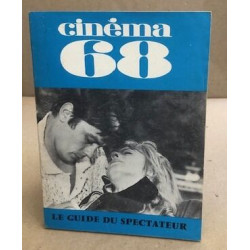 cinéma
68
LE GUIDE DU SPECTATEUR